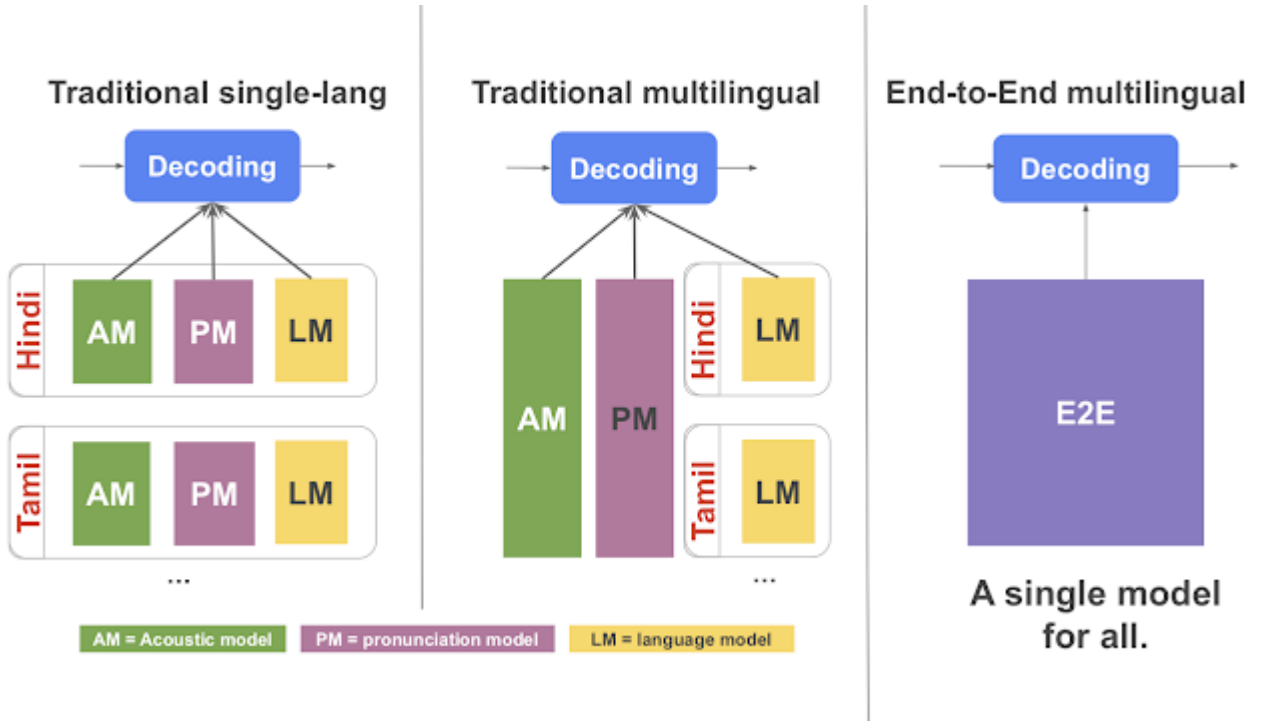 Traditional single-lang
Decoding
Hindi
AM
PM
LM
Tamil
AM
PM
LM
...
Traditional multilingual
Decoding
AM
PM
Hindi
LM
Tamil
LM
...
End-to-End multilingual
Decoding
E2E
A single model
for all.
AM = Acoustic model
PM = pronunciation model
LM = language model